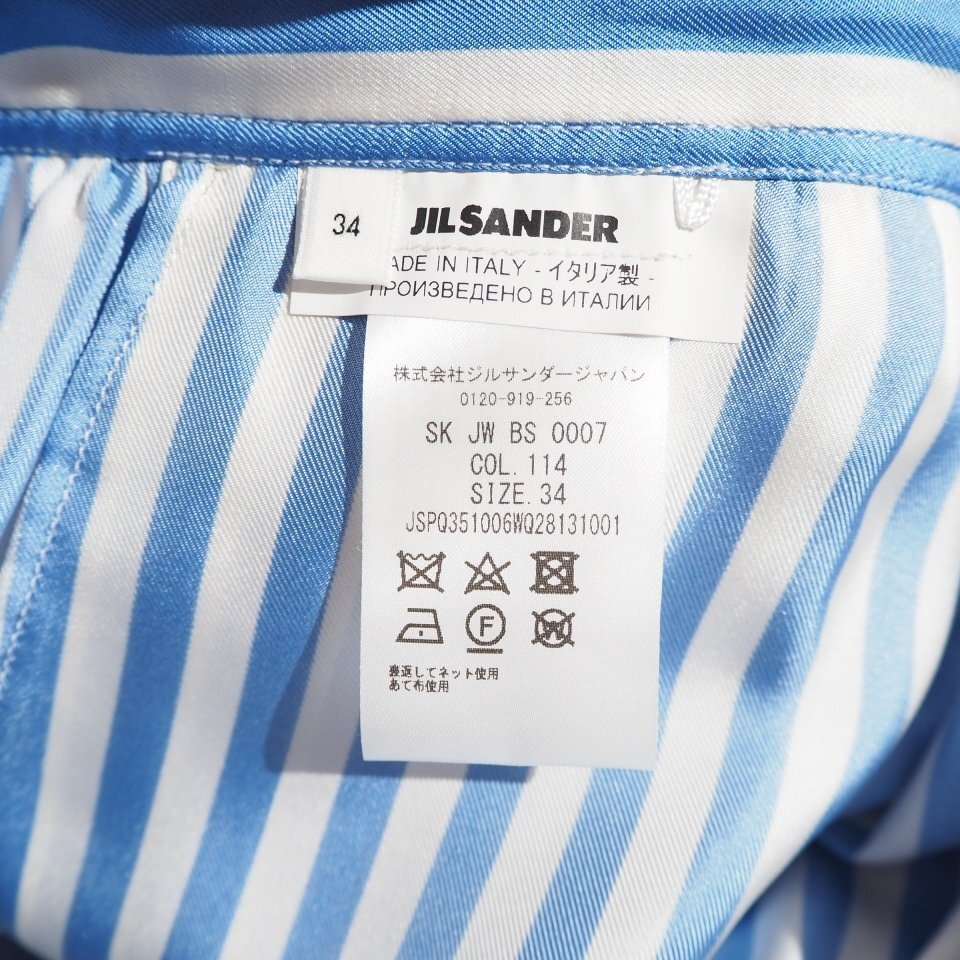 34
JIL SANDER
ADE IN ITALY - イタリア製 -
ПРОИЗВЕДЕНО В ИТАЛИИ
株式会社ジルサンダージャパン
0120-919-256
SK JW BS 0007
COL. 114
SIZE. 34
JSPQ351006WQ28131001
F
W
裏返してネット使用
あて布使用